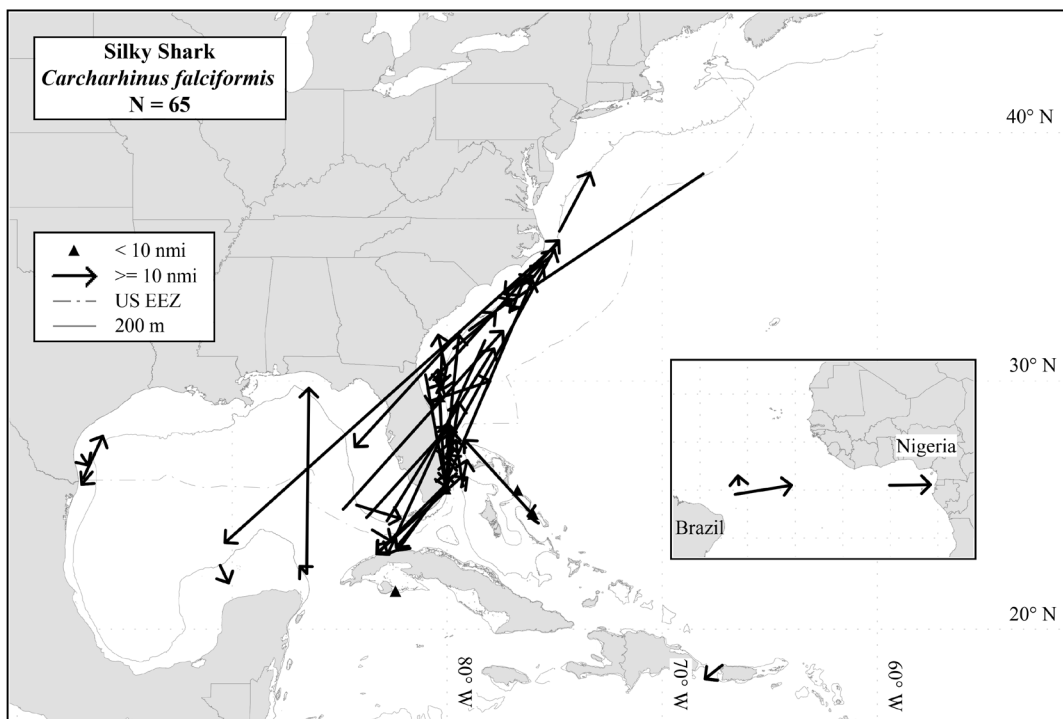 Silky Shark
Carcharhinus falciformis
N = 65
40° N
< 10 nmi
>= 10 nmi
US EEZ
200 m
30° N
Nigeria
Brazil
20° N
80° W
70° W
60° W